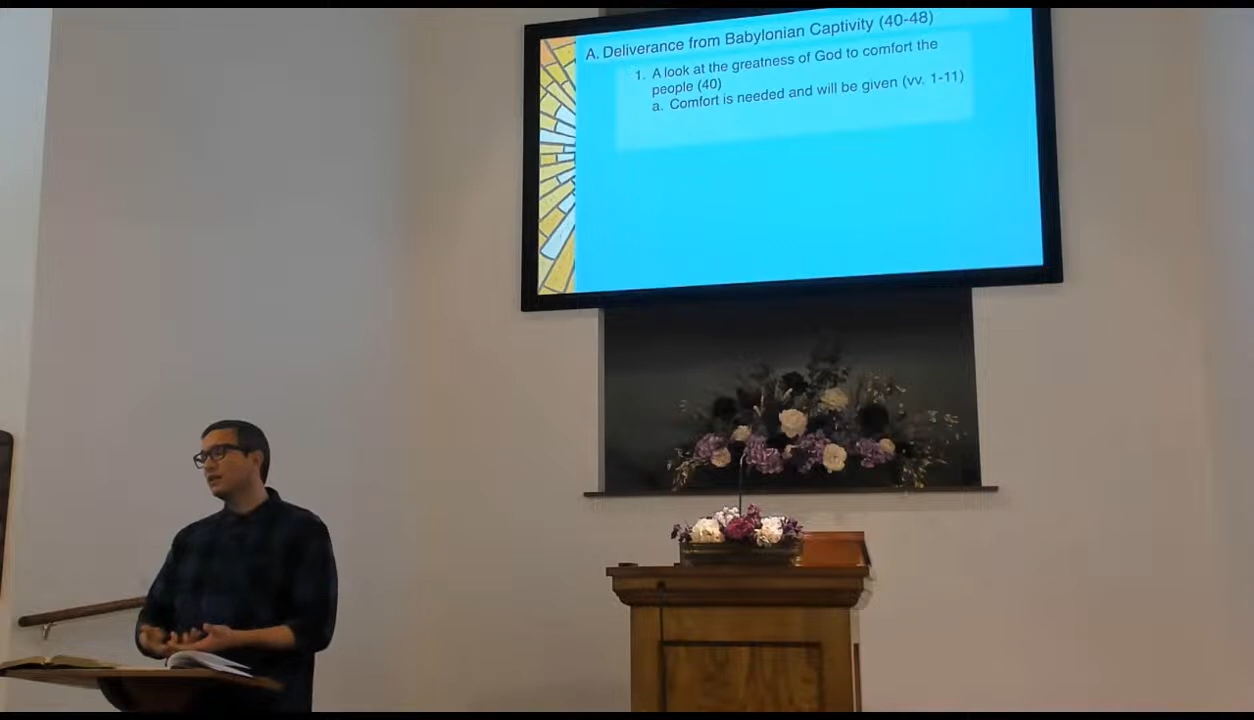 A. Deliverance from Babylonian Captivity (40-48)
1. A look at the greatness of God to comfort the
people (40)
a. Comfort is needed and will be given (vv. 1-11)